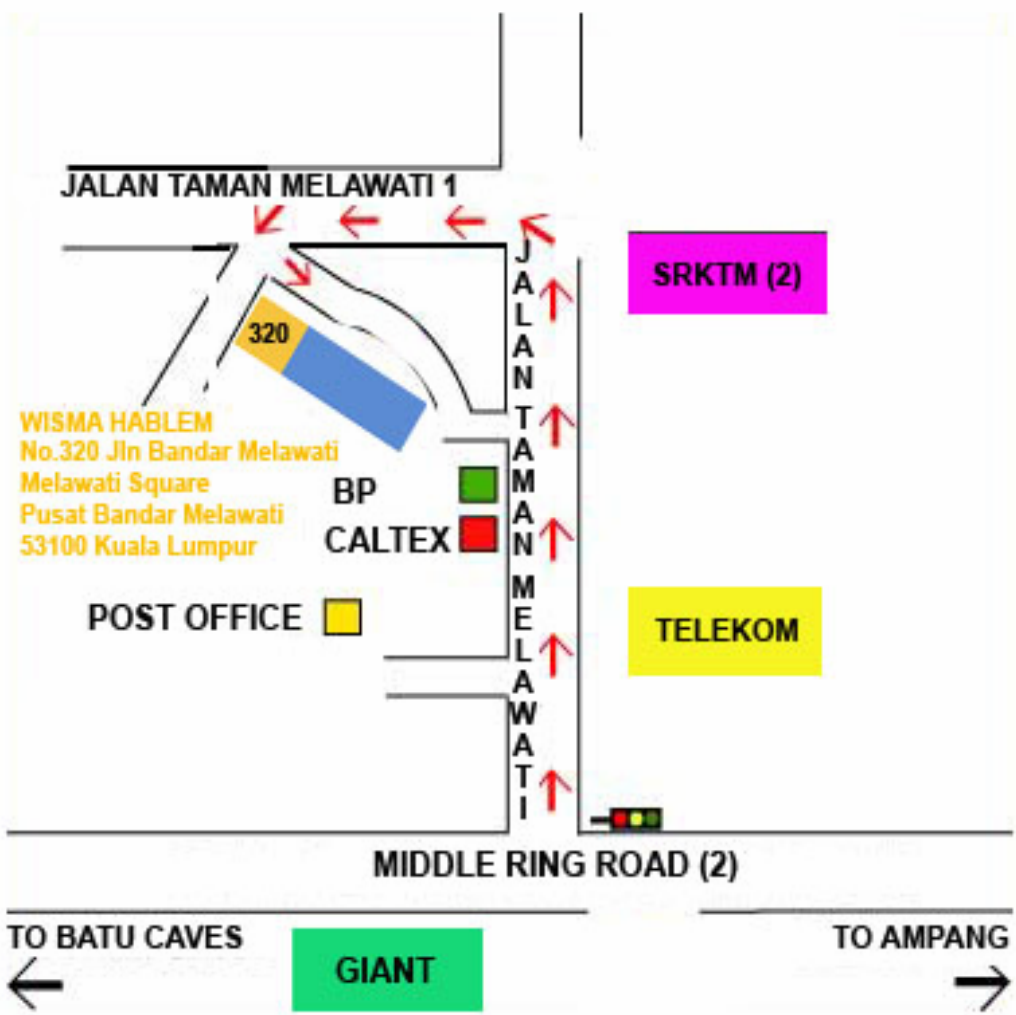 JALAN TAMAN MELAWATI 1
SRKTM (2)
JALAN TAMAN MELAWATI
320
WISMA HABLEM
No.320 Jln Bandar Melawati
Melawati Square
Pusat Bandar Melawati
53100 Kuala Lumpur
BP
CALTEX
POST OFFICE
TELEKOM
MIDDLE RING ROAD (2)
TO BATU CAVES
TO AMPANG
GIANT